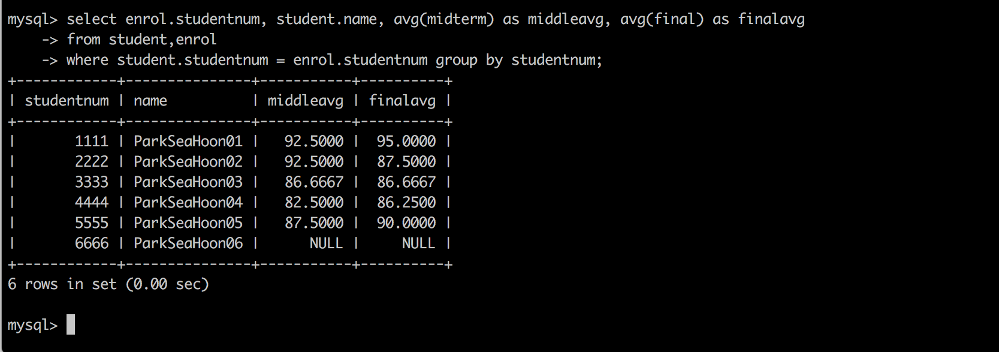 mysql> select enrol.studentnum, student.name, avg(midterm) as middleavg, avg(final) as finalavg
    -> from student,enrol
    -> where student.studentnum = enrol.studentnum group by studentnum;
+------------+---------------+-----------+----------+
| studentnum | name          | middleavg | finalavg |
+------------+---------------+-----------+----------+
|       1111 | ParkSeaHoon01 |   92.5000 |  95.0000 |
|       2222 | ParkSeaHoon02 |   92.5000 |  87.5000 |
|       3333 | ParkSeaHoon03 |   86.6667 |  86.6667 |
|       4444 | ParkSeaHoon04 |   82.5000 |  86.2500 |
|       5555 | ParkSeaHoon05 |   87.5000 |  90.0000 |
|       6666 | ParkSeaHoon06 |      NULL |     NULL |
+------------+---------------+-----------+----------+
6 rows in set (0.00 sec)
mysql>